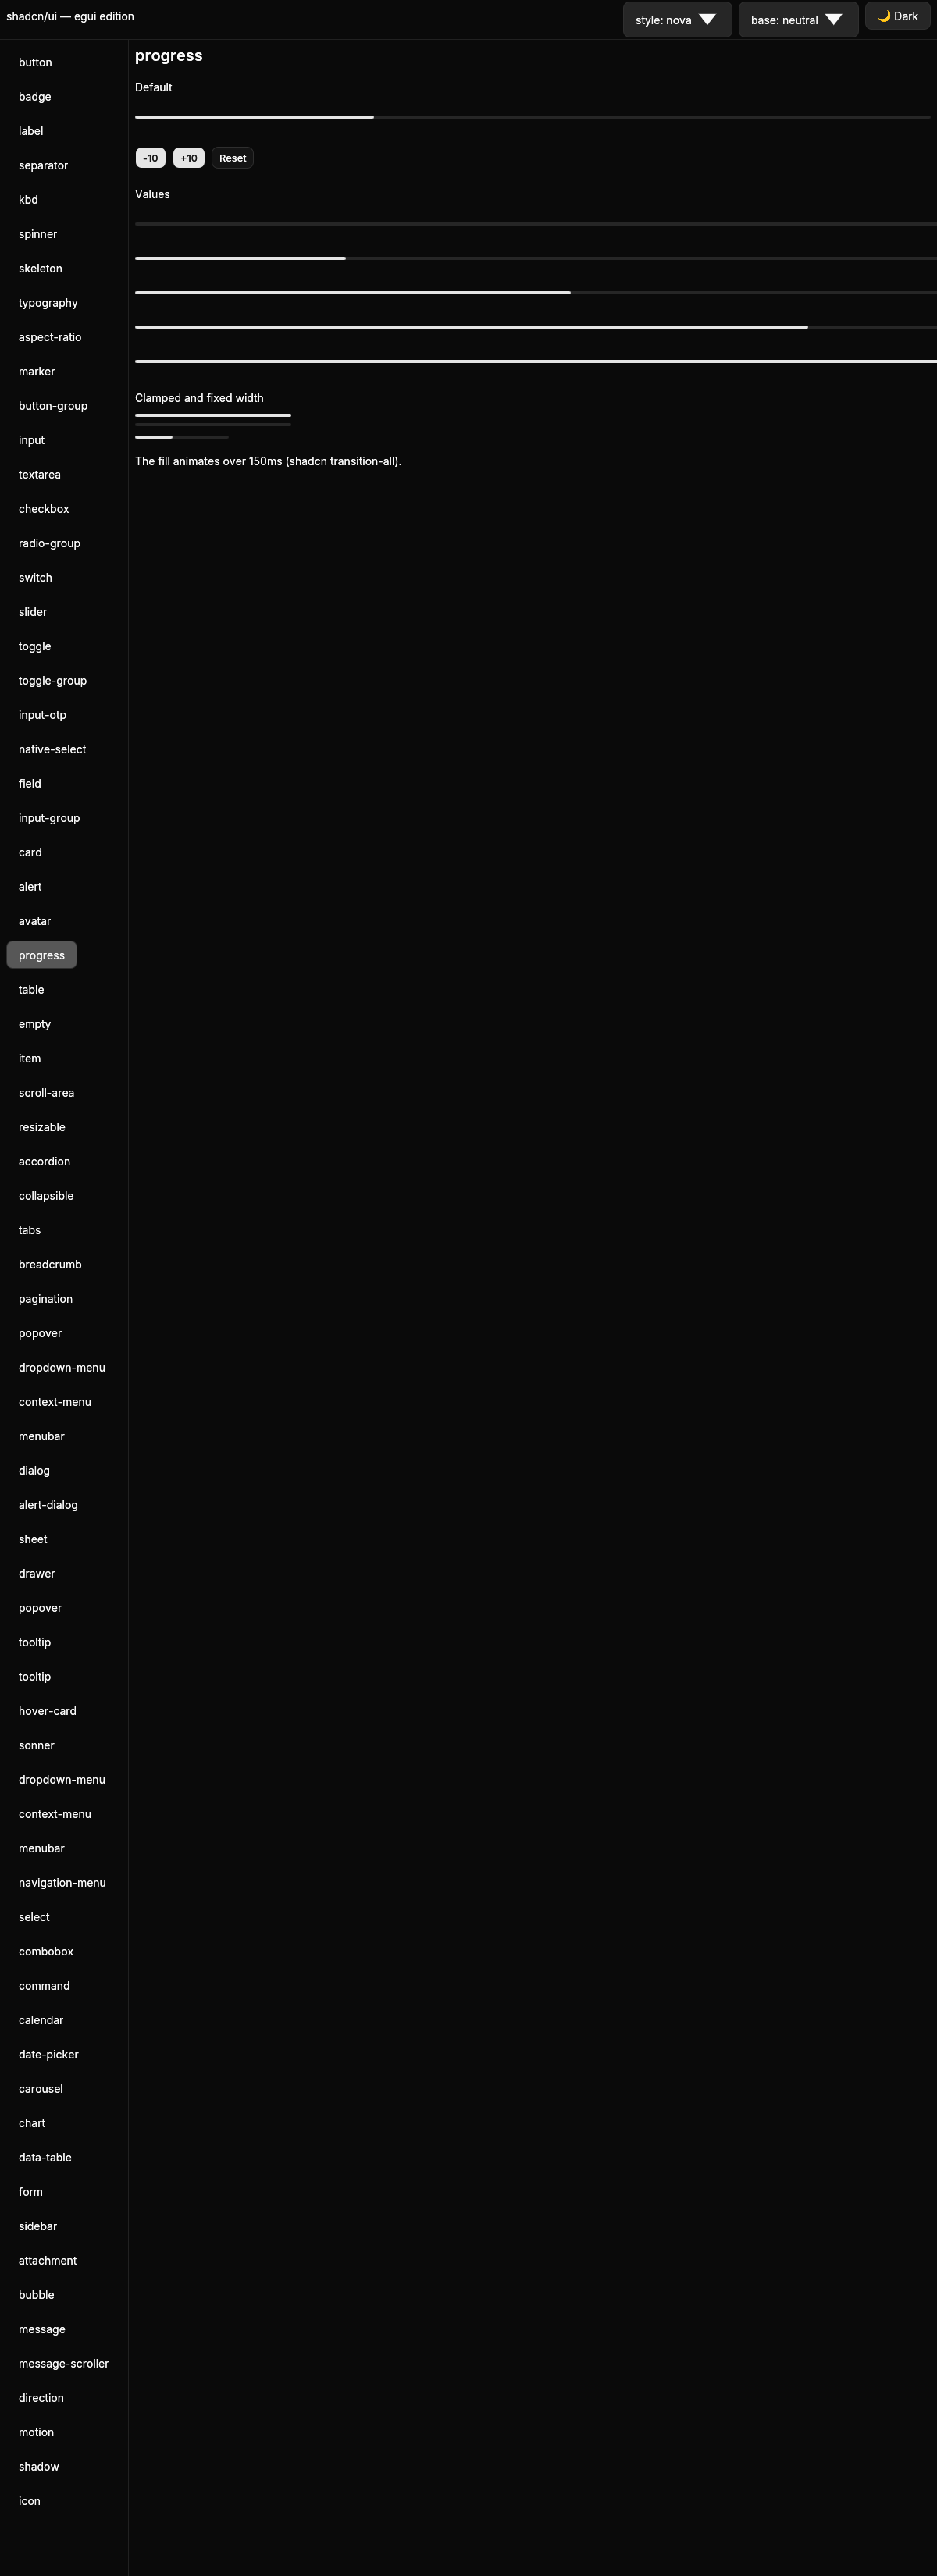 shadcn/ui — egui edition
style: nova
base: neutral
🌙 Dark
button
badge
label
separator
kbd
spinner
skeleton
typography
aspect-ratio
marker
button-group
input
textarea
checkbox
radio-group
switch
slider
toggle
toggle-group
input-otp
native-select
field
input-group
card
alert
avatar
progress
table
empty
item
scroll-area
resizable
accordion
collapsible
tabs
breadcrumb
pagination
popover
dropdown-menu
context-menu
menubar
dialog
alert-dialog
sheet
drawer
popover
tooltip
tooltip
hover-card
sonner
dropdown-menu
context-menu
menubar
navigation-menu
select
combobox
command
calendar
date-picker
carousel
chart
data-table
form
sidebar
attachment
bubble
message
message-scroller
direction
motion
shadow
icon
progress
Default
-10 +10 Reset
Values
Clamped and fixed width
The fill animates over 150ms (shadcn transition-all).